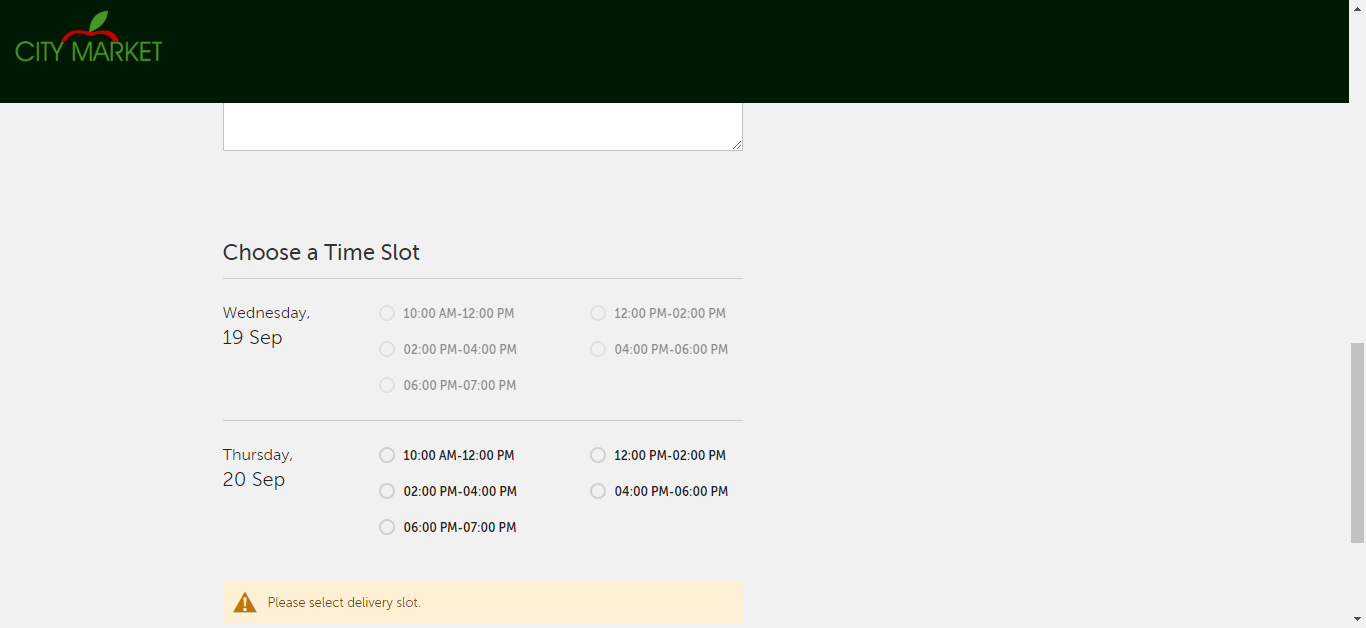 CITY MARKET
Choose a Time Slot
Wednesday,
19 Sep
10:00 AM-12:00 PM
12:00 PM-02:00 PM
02:00 PM-04:00 PM
04:00 PM-06:00 PM
06:00 PM-07:00 PM
Thursday,
20 Sep
10:00 AM-12:00 PM
12:00 PM-02:00 PM
02:00 PM-04:00 PM
04:00 PM-06:00 PM
06:00 PM-07:00 PM
Please select delivery slot.